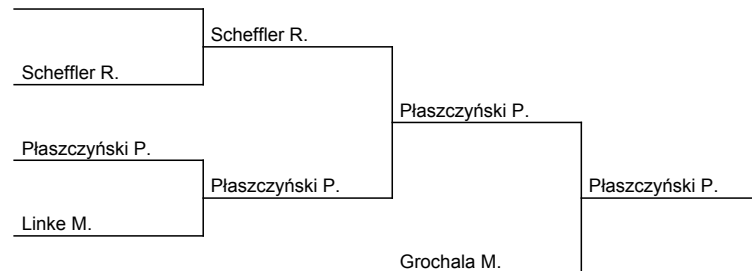 Scheffler R.
Scheffler R.
Płaszczyński P.
Płaszczyński P.
Płaszczyński P.
Płaszczyński P.
Linke M.
Grochala M.